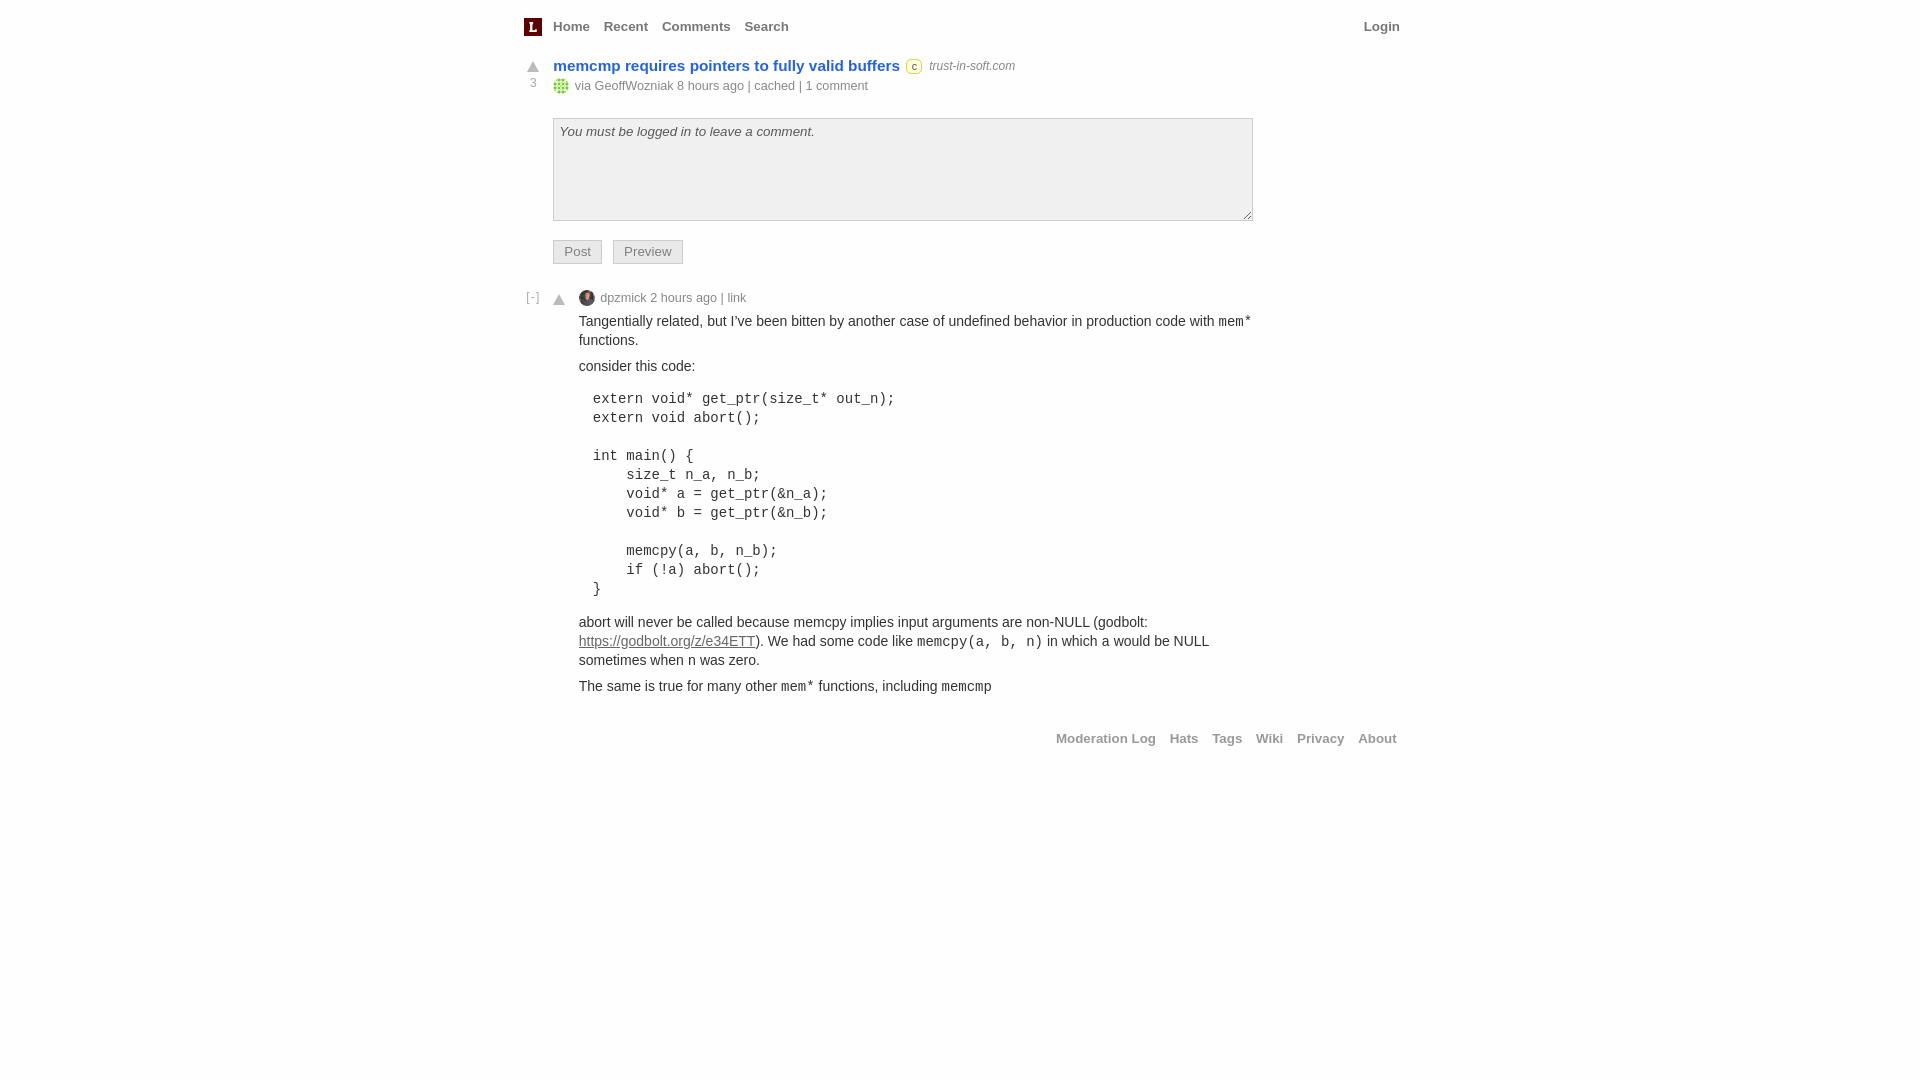 L Home Recent Comments Search Login
memcmp requires pointers to fully valid buffers c trust-in-soft.com
3
via GeoffWozniak 8 hours ago | cached | 1 comment
You must be logged in to leave a comment.
Post Preview
[-] dpzmick 2 hours ago | link
Tangentially related, but I’ve been bitten by another case of undefined behavior in production code with mem*
functions.
consider this code:
extern void* get_ptr(size_t* out_n);
extern void abort();
int main() {
    size_t n_a, n_b;
    void* a = get_ptr(&n_a);
    void* b = get_ptr(&n_b);
    memcpy(a, b, n_b);
    if (!a) abort();
}
abort will never be called because memcpy implies input arguments are non-NULL (godbolt:
https://godbolt.org/z/e34ETT). We had some code like memcpy(a, b, n) in which a would be NULL
sometimes when n was zero.
The same is true for many other mem* functions, including memcmp
Moderation Log Hats Tags Wiki Privacy About